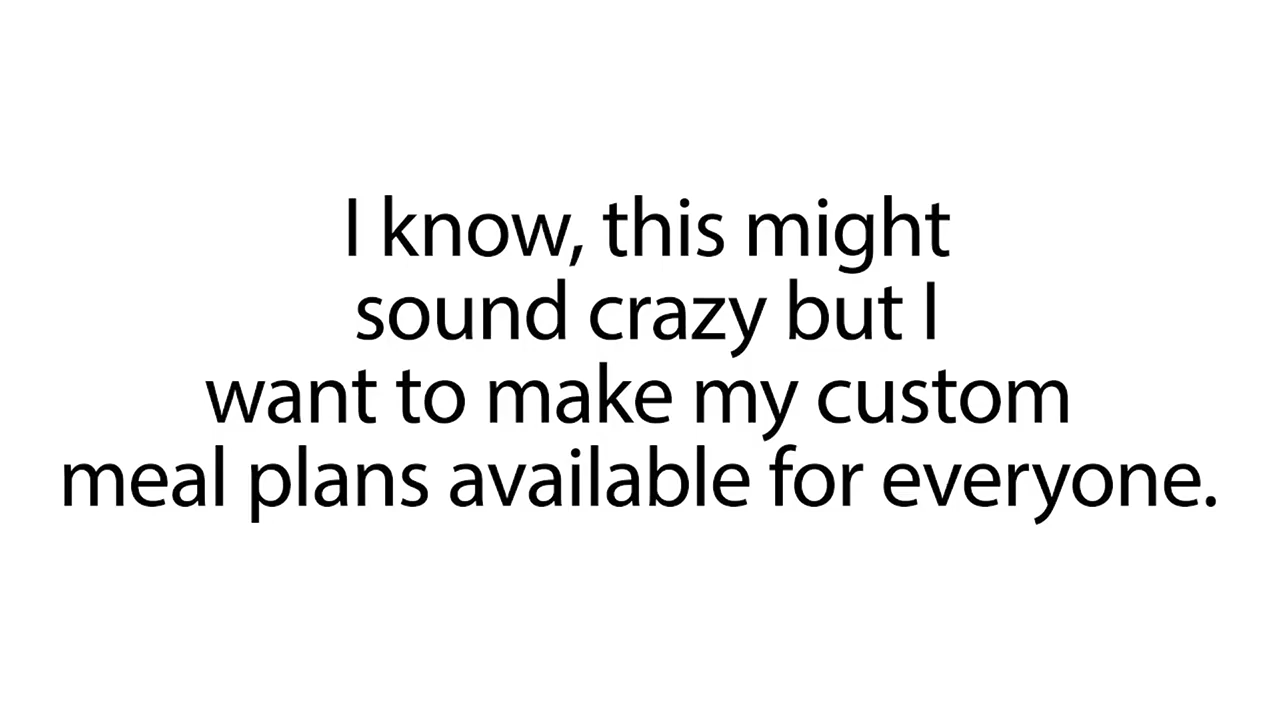 I know, this might
sound crazy but I
want to make my custom
meal plans available for everyone.